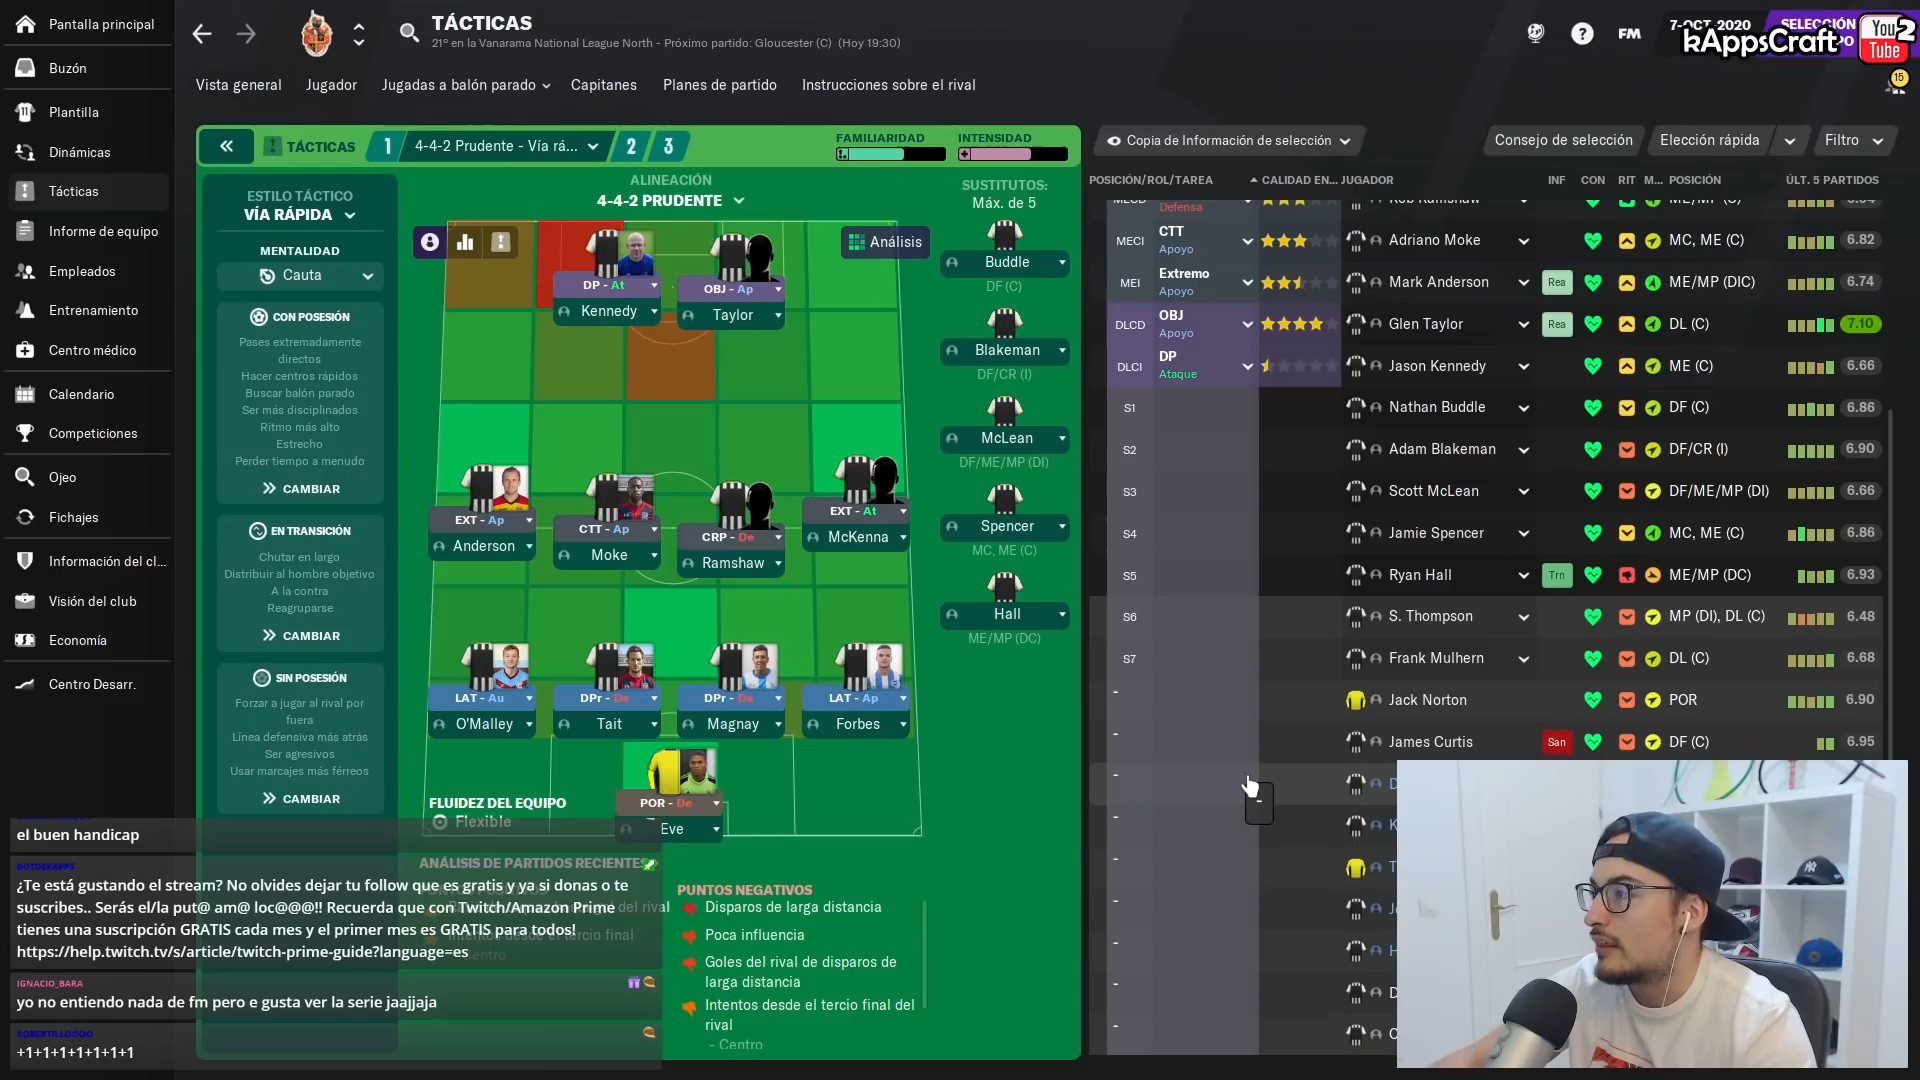 Pantalla principal
Buzón
Plantilla
Dinámicas
Tácticas
Informe de equipo
Empleados
Entrenamiento
Centro médico
Calendario
Competiciones
Ojeo
Fichajes
Información del cl...
Visión del club
Economía
Centro Desarr.
TÁCTICAS
21º en la Vanarama National League North - Próximo partido: Gloucester (C) (Hoy 19:30)
FM
7-OCT 2020
SELECCIÓN
kAppsCraft
You2
Tube
15
Vista general
Jugador
Jugadas a balón parado
Capitanes
Planes de partido
Instrucciones sobre el rival
TÁCTICAS
1
4-4-2 Prudente - Vía rá...
2
3
FAMILIARIDAD
INTENSIDAD
ESTILO TÁCTICO
VÍA RÁPIDA
MENTALIDAD
Cauta
CON POSESIÓN
Pases extremadamente
directos
Hacer centros rápidos
Buscar balón parado
Ser más disciplinados
Ritmo más alto
Estrecho
Perder tiempo a menudo
CAMBIAR
EN TRANSICIÓN
Chutar en largo
Distribuir al hombre objetivo
A la contra
Reagruparse
CAMBIAR
SIN POSESIÓN
Forzar a jugar al rival por
fuera
Línea defensiva más atrás
Ser agresivos
Usar marcajes más férreos
CAMBIAR
ALINEACIÓN
4-4-2 PRUDENTE
Análisis
DP - At
Kennedy
OBJ - Ap
Taylor
EXT - Ap
Anderson
CTT - Ap
Moke
CRP - De
Ramshaw
EXT - At
McKenna
LAT - Au
O'Malley
DPr - De
Tait
DPr - De
Magnay
LAT - Ap
Forbes
POR - De
Eve
FLUIDEZ DEL EQUIPO
Flexible
SUSTITUTOS:
Máx. de 5
Buddle
DF (C)
Blakeman
DF/CR (I)
McLean
DF/ME/MP (DI)
Spencer
MC, ME (C)
Hall
ME/MP (DC)
ANÁLISIS DE PARTIDOS RECIENTES
PUNTOS NEGATIVOS
Disparos de larga distancia
Poca influencia
Goles del rival de disparos de
larga distancia
Intentos desde el tercio final del
rival
- Centro
el buen handicap
BOTDEKAPPS
¿Te está gustando el stream? No olvides dejar tu follow que es gratis y ya si donas o te
suscribes.. Serás el/la put@ am@ loc@@@!! Recuerda que con Twitch/Amazon Prime
tienes una suscripción GRATIS cada mes y el primer mes es GRATIS para todos!
https://help.twitch.tv/s/article/twitch-prime-guide?language=es
IGNACIO_BARA
yo no entiendo nada de fm pero e gusta ver la serie jaajjaja
ROBERTILLOOOO
+1+1+1+1+1+1+1
Copia de Información de selección
Consejo de selección
Elección rápida
Filtro
POSICIÓN/ROL/TAREA
CALIDAD EN...
JUGADOR
INF
CON
RIT
M...
POSICIÓN
ÚLT. 5 PARTIDOS
Defensa
MECI CTT Apoyo Adriano Moke MC, ME (C) 6.82
MEI Extremo Apoyo Mark Anderson Rea ME/MP (DIC) 6.74
DLCD OBJ Apoyo Glen Taylor Rea DL (C) 7.10
DLCI DP Ataque Jason Kennedy ME (C) 6.66
S1 Nathan Buddle DF (C) 6.86
S2 Adam Blakeman DF/CR (I) 6.90
S3 Scott McLean DF/ME/MP (DI) 6.66
S4 Jamie Spencer MC, ME (C) 6.86
S5 Ryan Hall Trn ME/MP (DC) 6.93
S6 S. Thompson MP (DI), DL (C) 6.48
S7 Frank Mulhern DL (C) 6.68
- Jack Norton POR 6.90
- James Curtis San DF (C) 6.95